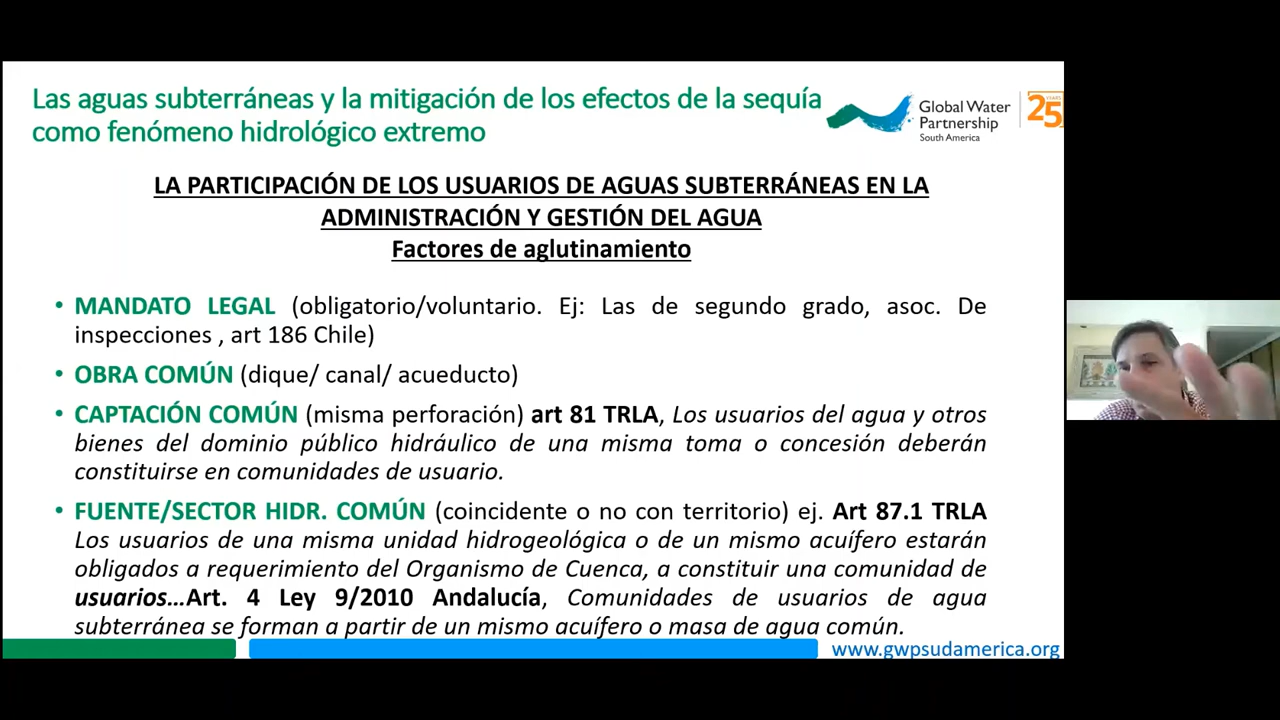 Las aguas subterráneas y la mitigación de los efectos de la sequía
como fenómeno hidrológico extremo
Global Water
Partnership
South America
25
YEARS
LA PARTICIPACIÓN DE LOS USUARIOS DE AGUAS SUBTERRÁNEAS EN LA
ADMINISTRACIÓN Y GESTIÓN DEL AGUA
Factores de aglutinamiento
• MANDATO LEGAL (obligatorio/voluntario. Ej: Las de segundo grado, asoc. De
inspecciones , art 186 Chile)
• OBRA COMÚN (dique/ canal/ acueducto)
• CAPTACIÓN COMÚN (misma perforación) art 81 TRLA, Los usuarios del agua y otros
bienes del dominio público hidráulico de una misma toma o concesión deberán
constituirse en comunidades de usuario.
• FUENTE/SECTOR HIDR. COMÚN (coincidente o no con territorio) ej. Art 87.1 TRLA
Los usuarios de una misma unidad hidrogeológica o de un mismo acuífero estarán
obligados a requerimiento del Organismo de Cuenca, a constituir una comunidad de
usuarios...Art. 4 Ley 9/2010 Andalucía, Comunidades de usuarios de agua
subterránea se forman a partir de un mismo acuífero o masa de agua común.
www.gwpsudamerica.org